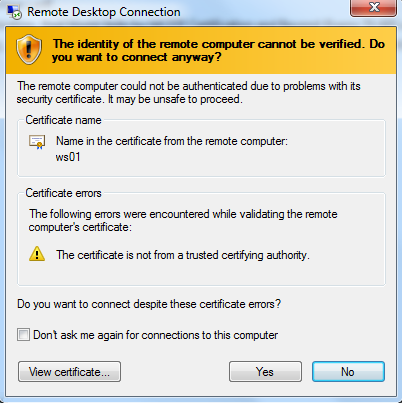 Remote Desktop Connection
The identity of the remote computer cannot be verified. Do
you want to connect anyway?
The remote computer could not be authenticated due to problems with its
security certificate. It may be unsafe to proceed.
Certificate name
Name in the certificate from the remote computer:
ws01
Certificate errors
The following errors were encountered while validating the remote
computer's certificate:
The certificate is not from a trusted certifying authority.
Do you want to connect despite these certificate errors?
Don't ask me again for connections to this computer
View certificate... Yes No